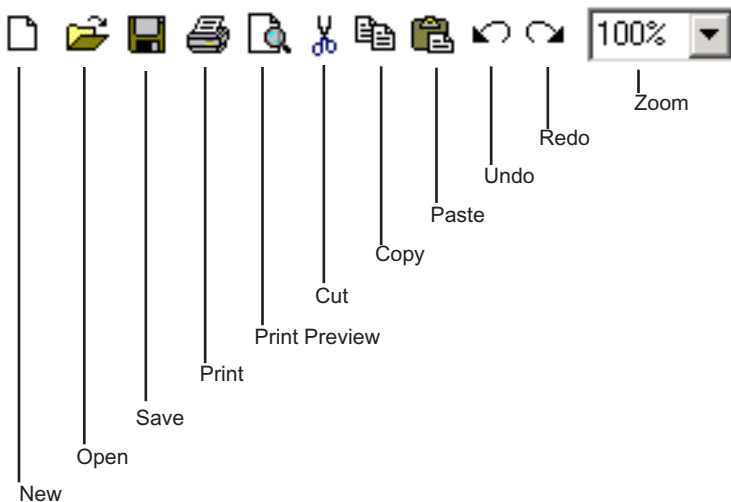 100%
Zoom
Redo
Undo
Paste
Copy
Cut
Print Preview
Print
Save
Open
New